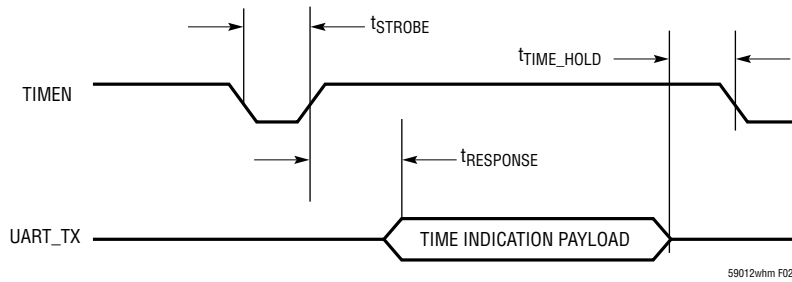 tSTROBE
tTIME_HOLD
TIMEN
tRESPONSE
UART_TX
TIME INDICATION PAYLOAD
59012whm F02